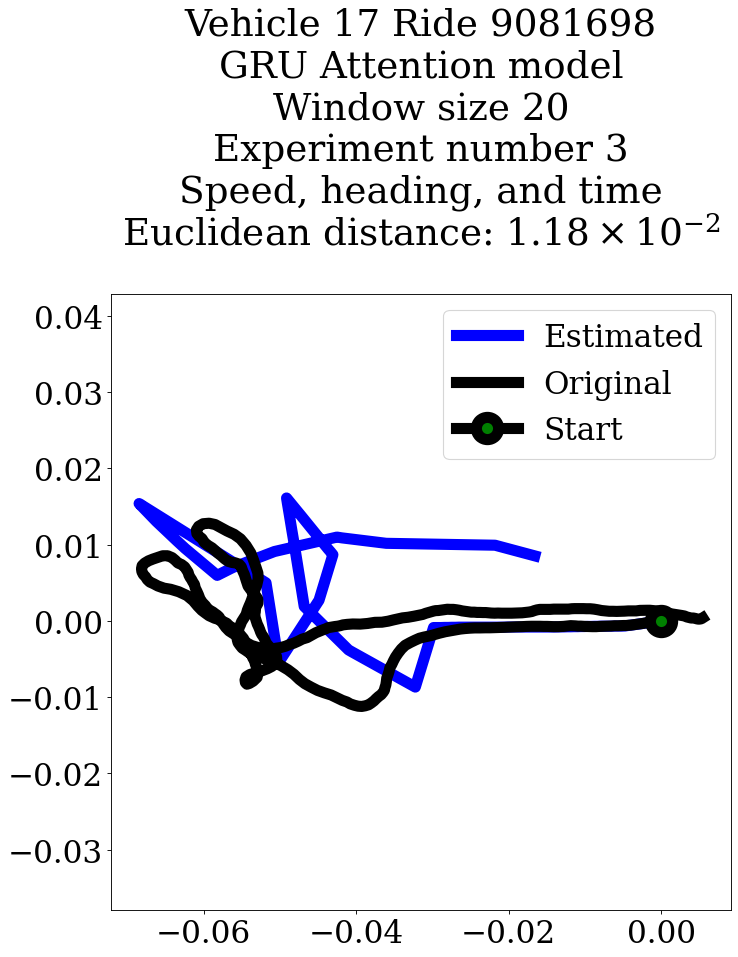 Vehicle 17 Ride 9081698
GRU Attention model
Window size 20
Experiment number 3
Speed, heading, and time
Euclidean distance: 1.18 × 10⁻²
Estimated
Original
Start
0.04
0.03
0.02
0.01
0.00
−0.01
−0.02
−0.03
−0.06 −0.04 −0.02 0.00